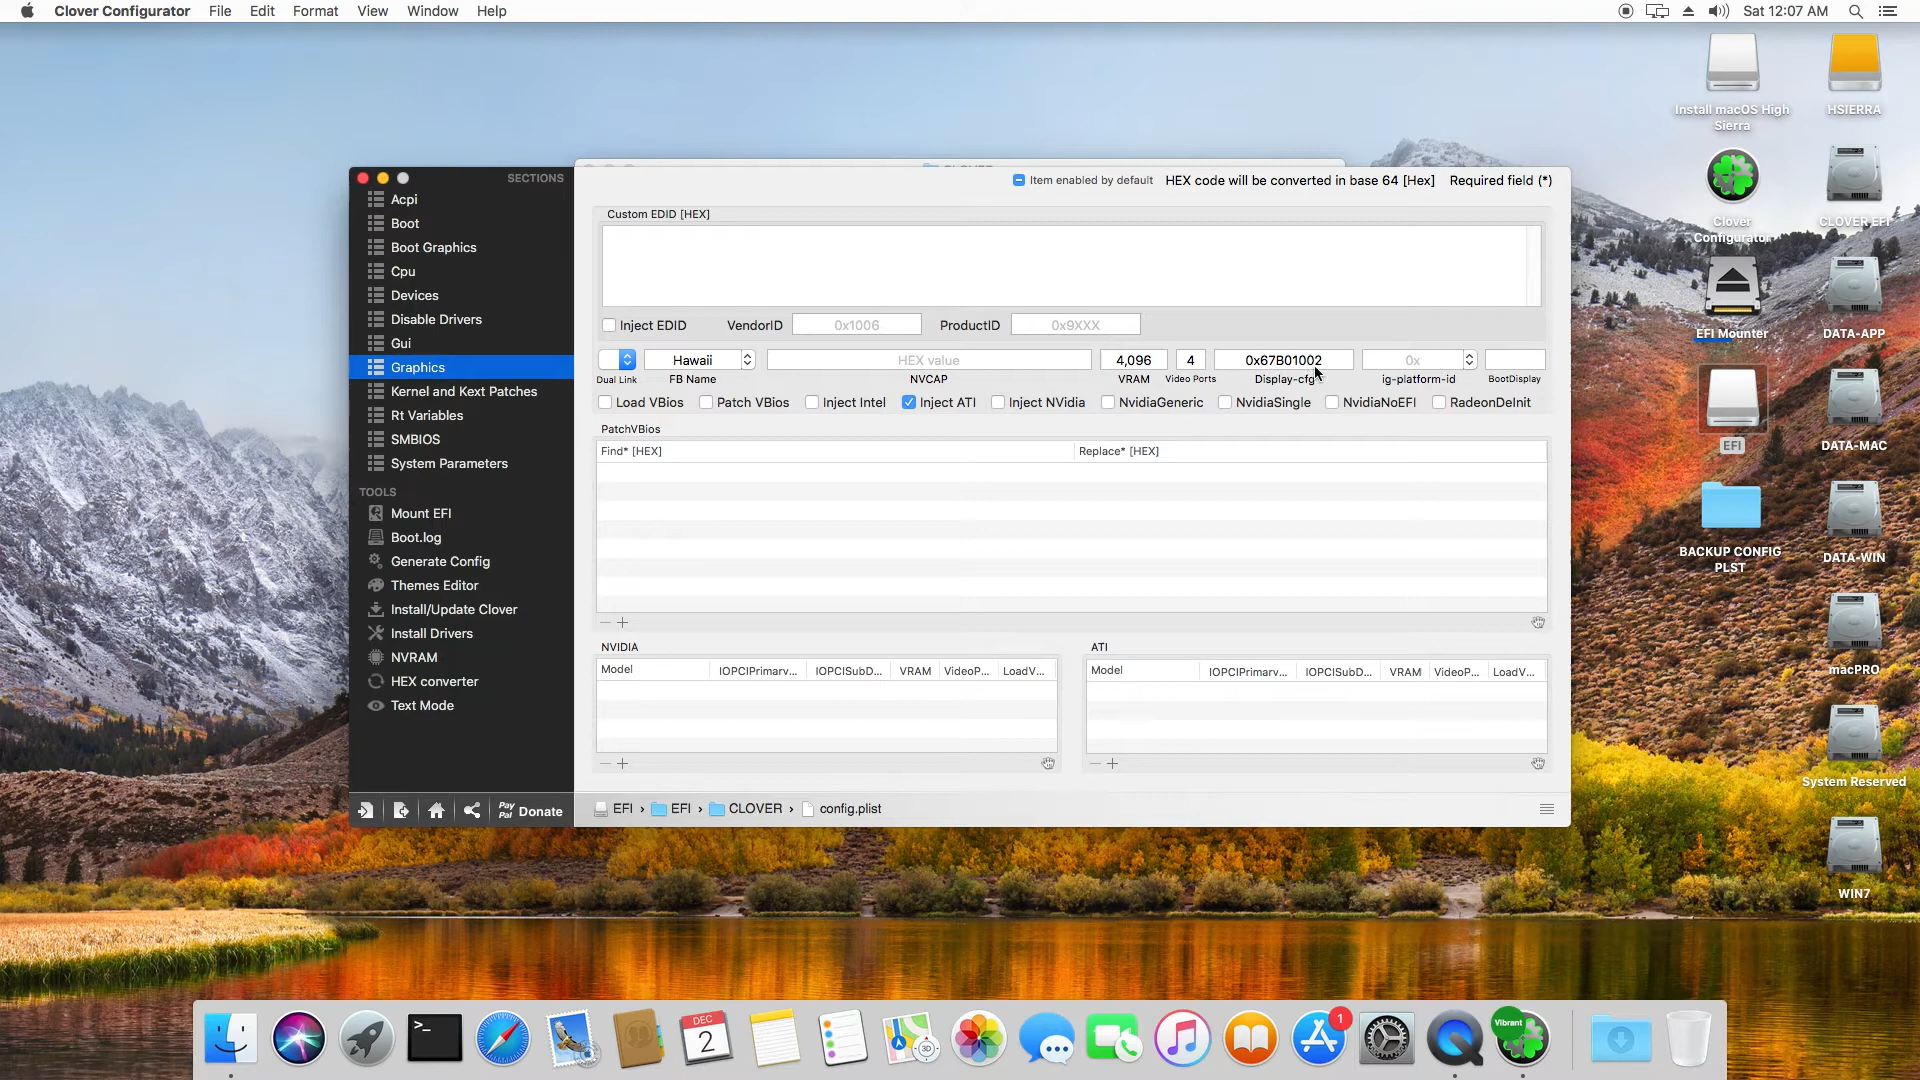 Clover Configurator File Edit Format View Window Help
Sat 12:07 AM
Install macOS High
Sierra
HSIERRA
Clover
Configurator
CLOVER EFI
EFI Mounter
DATA-APP
EFI
DATA-MAC
BACKUP CONFIG
PLST
DATA-WIN
macPRO
System Reserved
WIN7
SECTIONS
Acpi
Boot
Boot Graphics
Cpu
Devices
Disable Drivers
Gui
Graphics
Kernel and Kext Patches
Rt Variables
SMBIOS
System Parameters
TOOLS
Mount EFI
Boot.log
Generate Config
Themes Editor
Install/Update Clover
Install Drivers
NVRAM
HEX converter
Text Mode
Pay
Pal Donate
Item enabled by default HEX code will be converted in base 64 [Hex] Required field (*)
Custom EDID [HEX]
Inject EDID VendorID 0x1006 ProductID 0x9XXX
Hawaii HEX value 4,096 4 0x67B01002 0x
Dual Link FB Name NVCAP VRAM Video Ports Display-cfg ig-platform-id BootDisplay
Load VBios Patch VBios Inject Intel Inject ATI Inject NVidia NvidiaGeneric NvidiaSingle NvidiaNoEFI RadeonDeInit
PatchVBios
Find* [HEX] Replace* [HEX]
NVIDIA
Model IOPCIPrimarv... IOPCISubD... VRAM VideoP... LoadV...
ATI
Model IOPCIPrimarv... IOPCISubD... VRAM VideoP... LoadV...
EFI › EFI › CLOVER › config.plist
DEC
2
3D
1
Vibrant